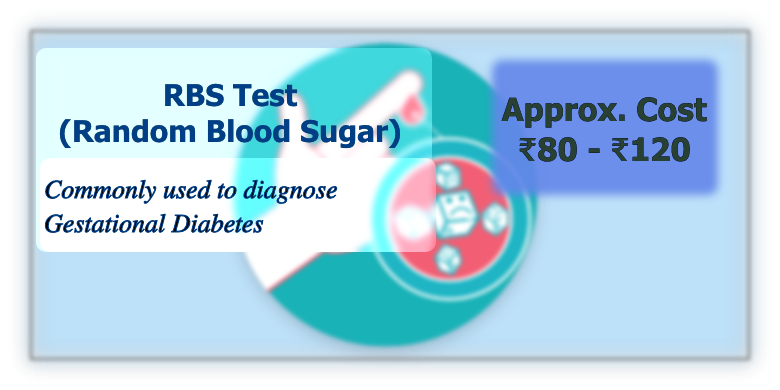 RBS Test
(Random Blood Sugar)
Commonly used to diagnose
Gestational Diabetes
Approx. Cost
₹80 - ₹120